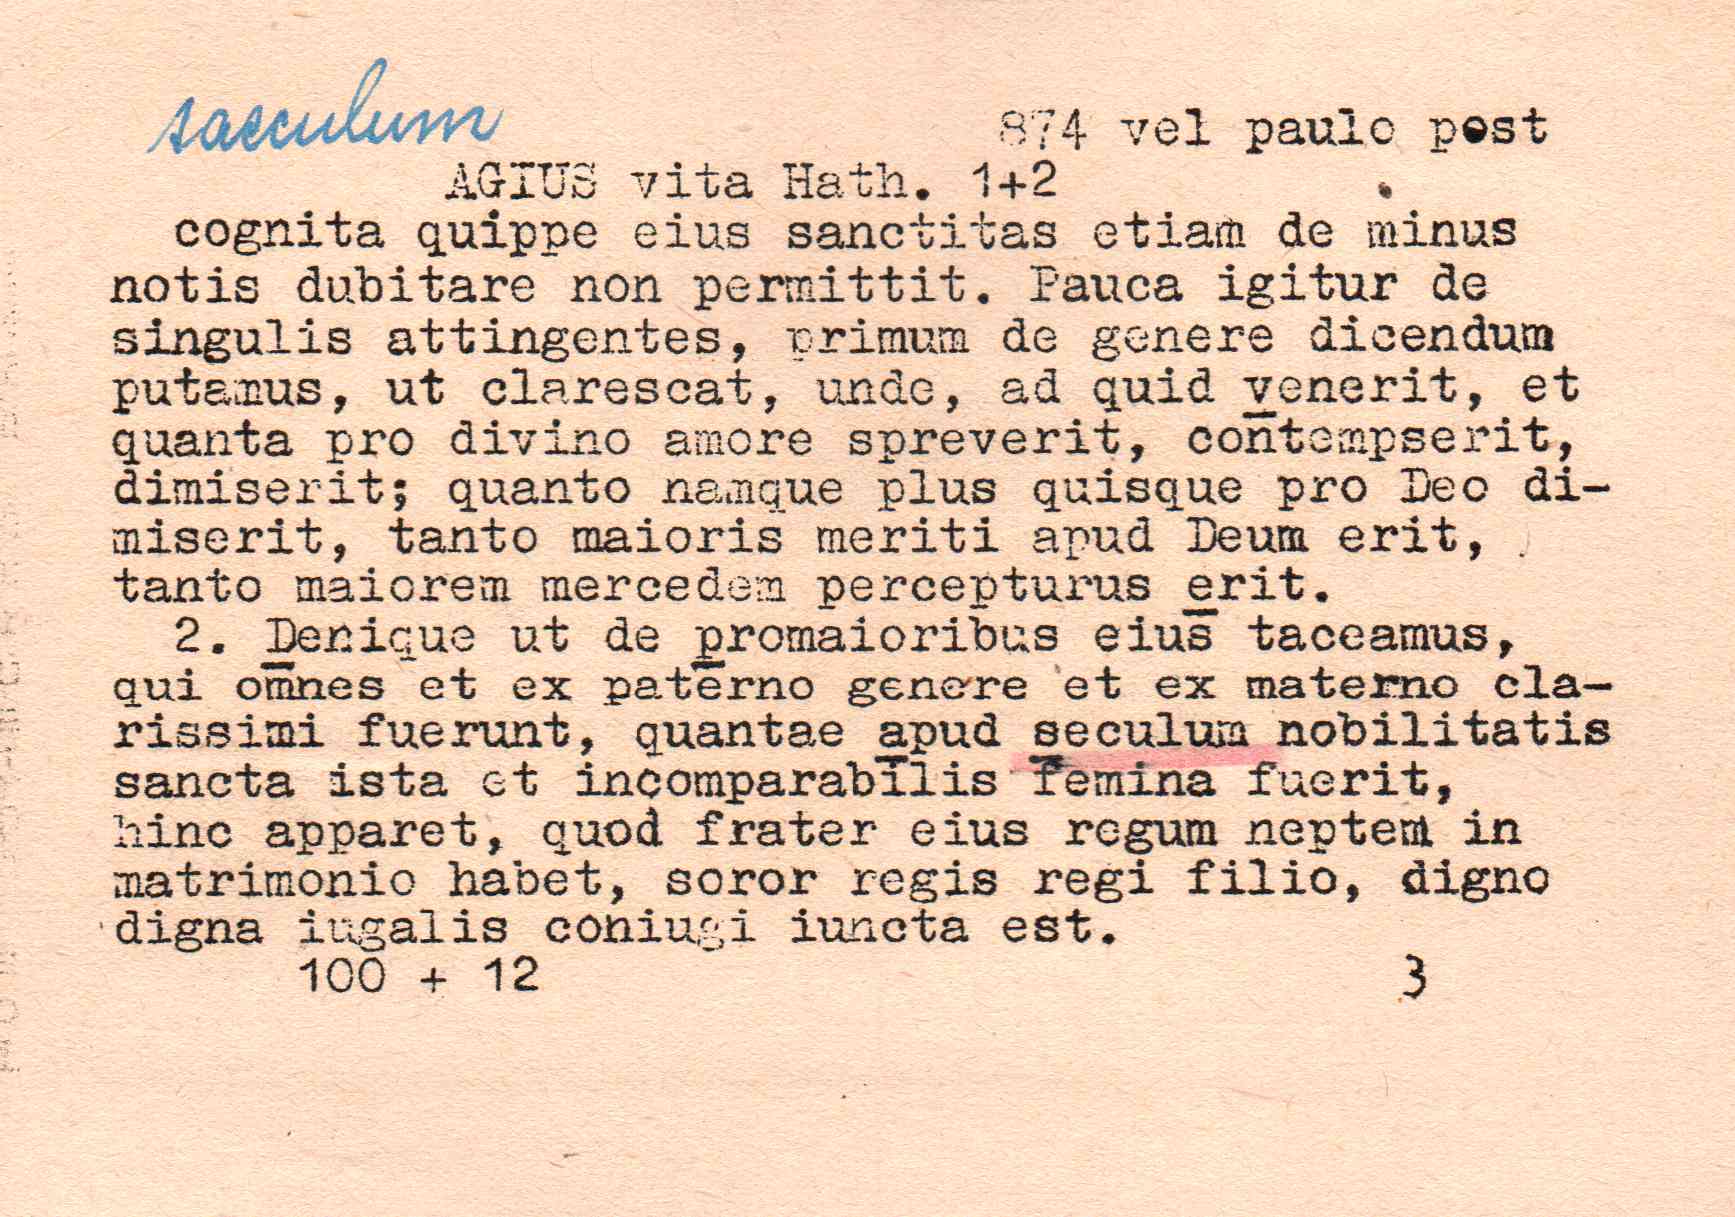 saeculum
874 vel paulo post
AGIUS vita Hath. 1+2
cognita quippe eius sanctitas etiam de minus
notis dubitare non permittit. Pauca igitur de
singulis attingentes, primum de genere dicendum
putamus, ut clarescat, unde, ad quid venerit, et
quanta pro divino amore spreverit, contempserit,
dimiserit; quanto namque plus quisque pro Deo di-
miserit, tanto maioris meriti apud Deum erit,
tanto maiorem mercedem percepturus erit.
2. Denique ut de promaioribus eius taceamus,
qui omnes et ex paterno genere et ex materno cla-
rissimi fuerunt, quantae apud seculum nobilitatis
sancta ista et incomparabilis femina fuerit,
hinc apparet, quod frater eius regum neptem in
matrimonio habet, soror regis regi filio, digno
digna iugalis coniugi iuncta est.
100 + 12 3